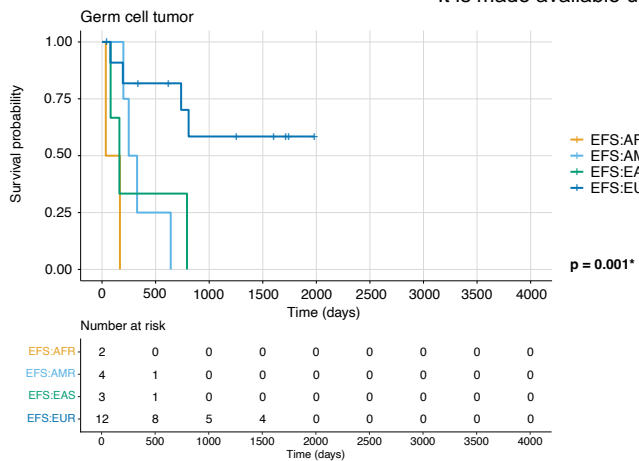 It is made available u
Germ cell tumor
1.00
0.75
0.50
0.25
0.00
Survival probability
0 500 1000 1500 2000 2500 3000 3500 4000
Time (days)
EFS:AF
EFS:AM
EFS:EA
EFS:EU
p = 0.001*
Number at risk
EFS:AFR 2 0 0 0 0 0 0 0 0
EFS:AMR 4 1 0 0 0 0 0 0 0
EFS:EAS 3 1 0 0 0 0 0 0 0
EFS:EUR 12 8 5 4 0 0 0 0 0
0 500 1000 1500 2000 2500 3000 3500 4000
Time (days)